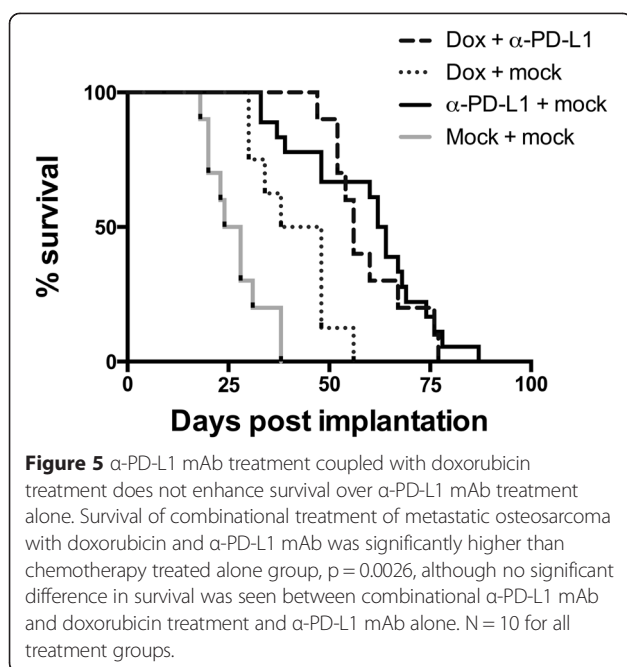 Dox + α-PD-L1
Dox + mock
α-PD-L1 + mock
Mock + mock
100
50
0
% survival
0 25 50 75 100
Days post implantation
Figure 5 α-PD-L1 mAb treatment coupled with doxorubicin
treatment does not enhance survival over α-PD-L1 mAb treatment
alone. Survival of combinational treatment of metastatic osteosarcoma
with doxorubicin and α-PD-L1 mAb was significantly higher than
chemotherapy treated alone group, p = 0.0026, although no significant
difference in survival was seen between combinational α-PD-L1 mAb
and doxorubicin treatment and α-PD-L1 mAb alone. N = 10 for all
treatment groups.